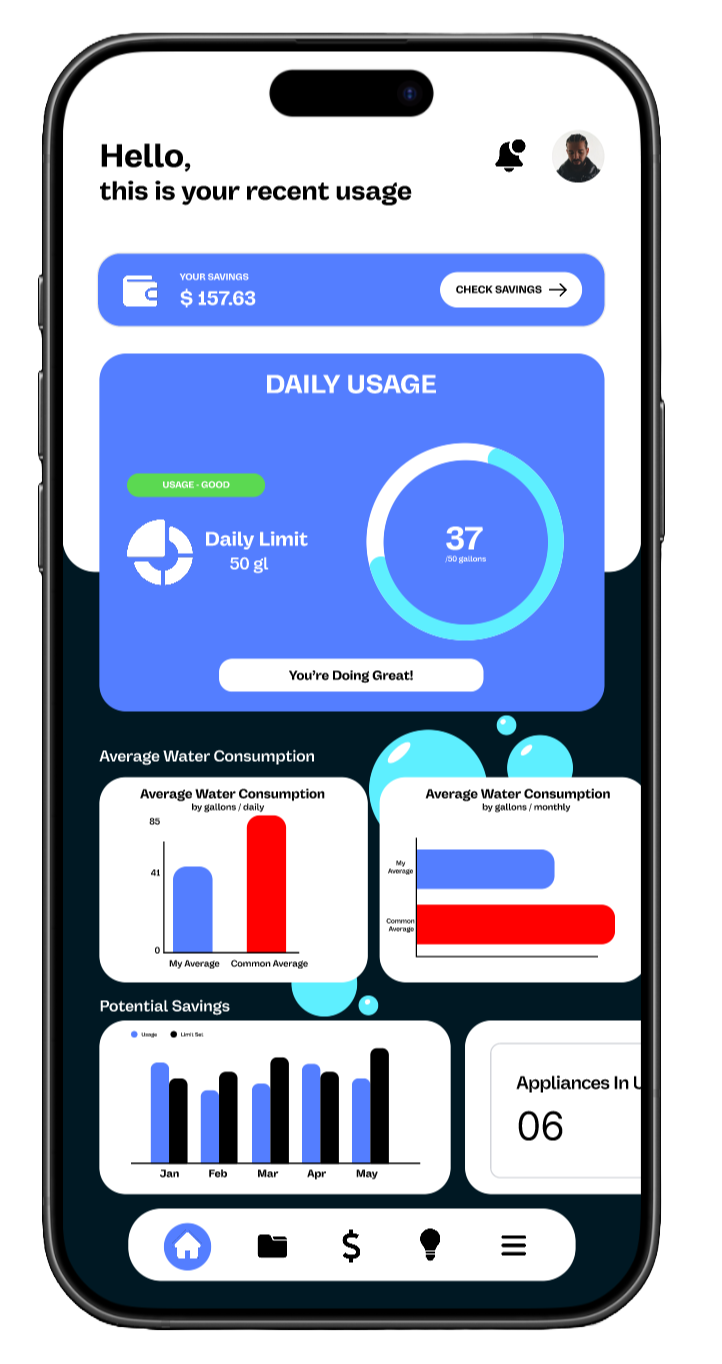 Hello,
this is your recent usage
YOUR SAVINGS
$ 157.63
CHECK SAVINGS
DAILY USAGE
USAGE - GOOD
Daily Limit
50 gl
37
/50 gallons
You're Doing Great!
Average Water Consumption
Average Water Consumption
by gallons / daily
85
41
0
My Average
Common Average
Average Water Consumption
by gallons / monthly
My
Average
Common
Average
Potential Savings
Usage
Limit Set
Jan
Feb
Mar
Apr
May
Appliances In U
06
$